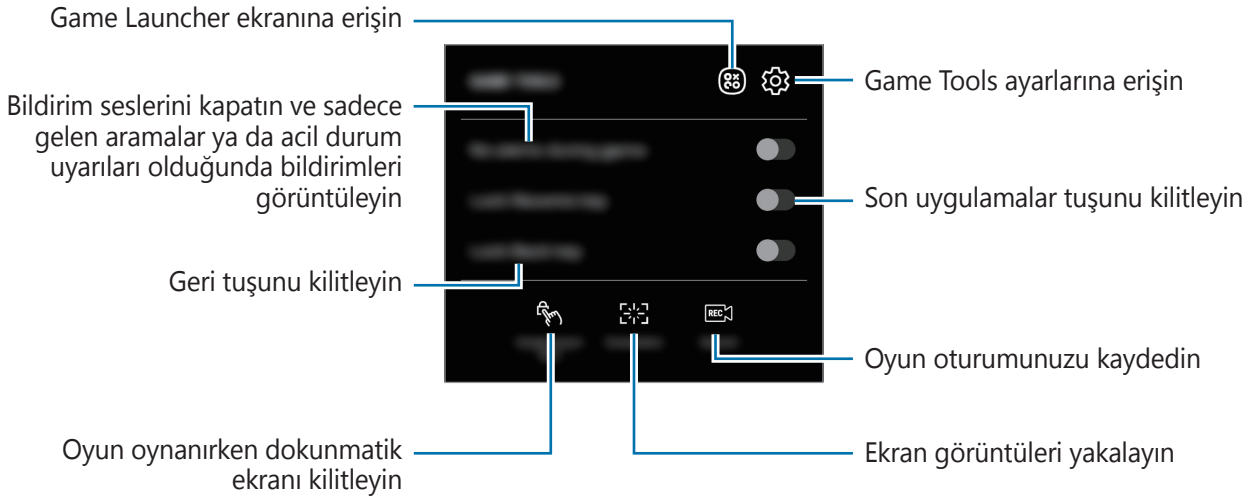 Game Launcher ekranına erişin
Game Tools ayarlarına erişin
Bildirim seslerini kapatın ve sadece
gelen aramalar ya da acil durum
uyarıları olduğunda bildirimleri
görüntüleyin
Son uygulamalar tuşunu kilitleyin
Geri tuşunu kilitleyin
REC
Oyun oturumunuzu kaydedin
Oyun oynanırken dokunmatik
ekranı kilitleyin
Ekran görüntüleri yakalayın